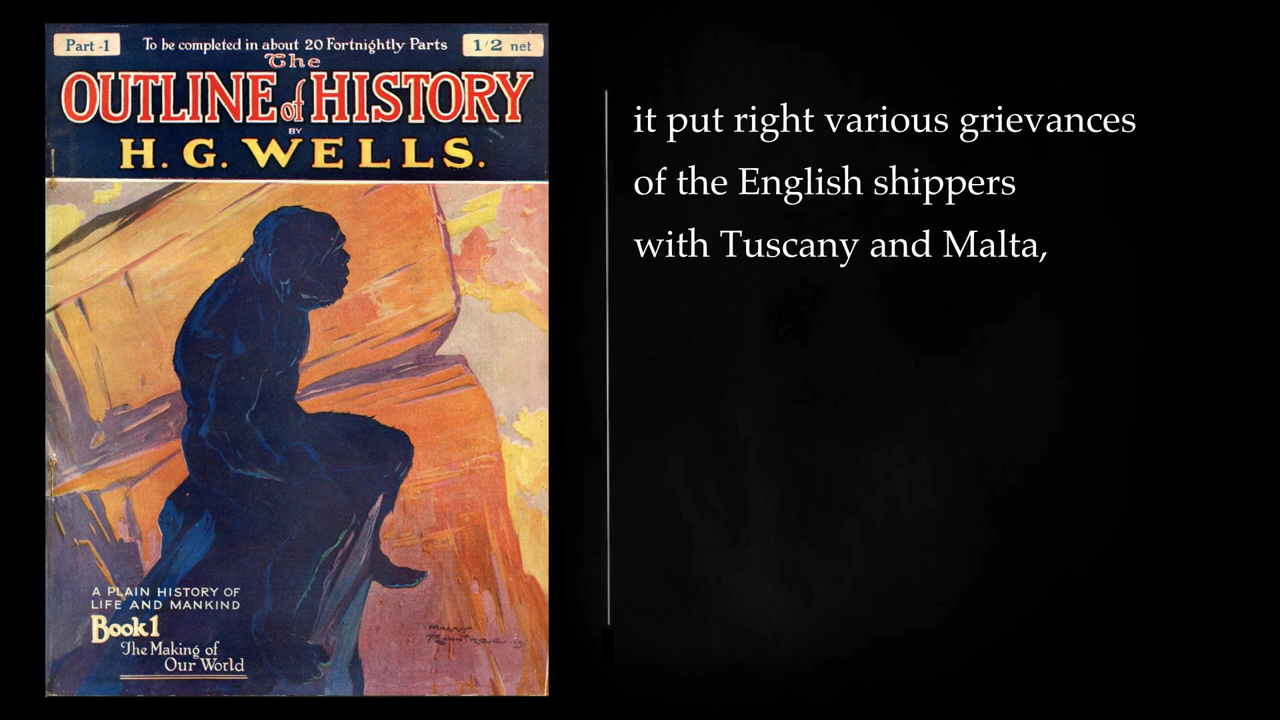 Part -1
To be completed in about 20 Fortnightly Parts
1/2 net
The
OUTLINE of HISTORY
BY
H. G. WELLS.
A PLAIN HISTORY OF
LIFE AND MANKIND
Book 1
The Making of
Our World
it put right various grievances
of the English shippers
with Tuscany and Malta,